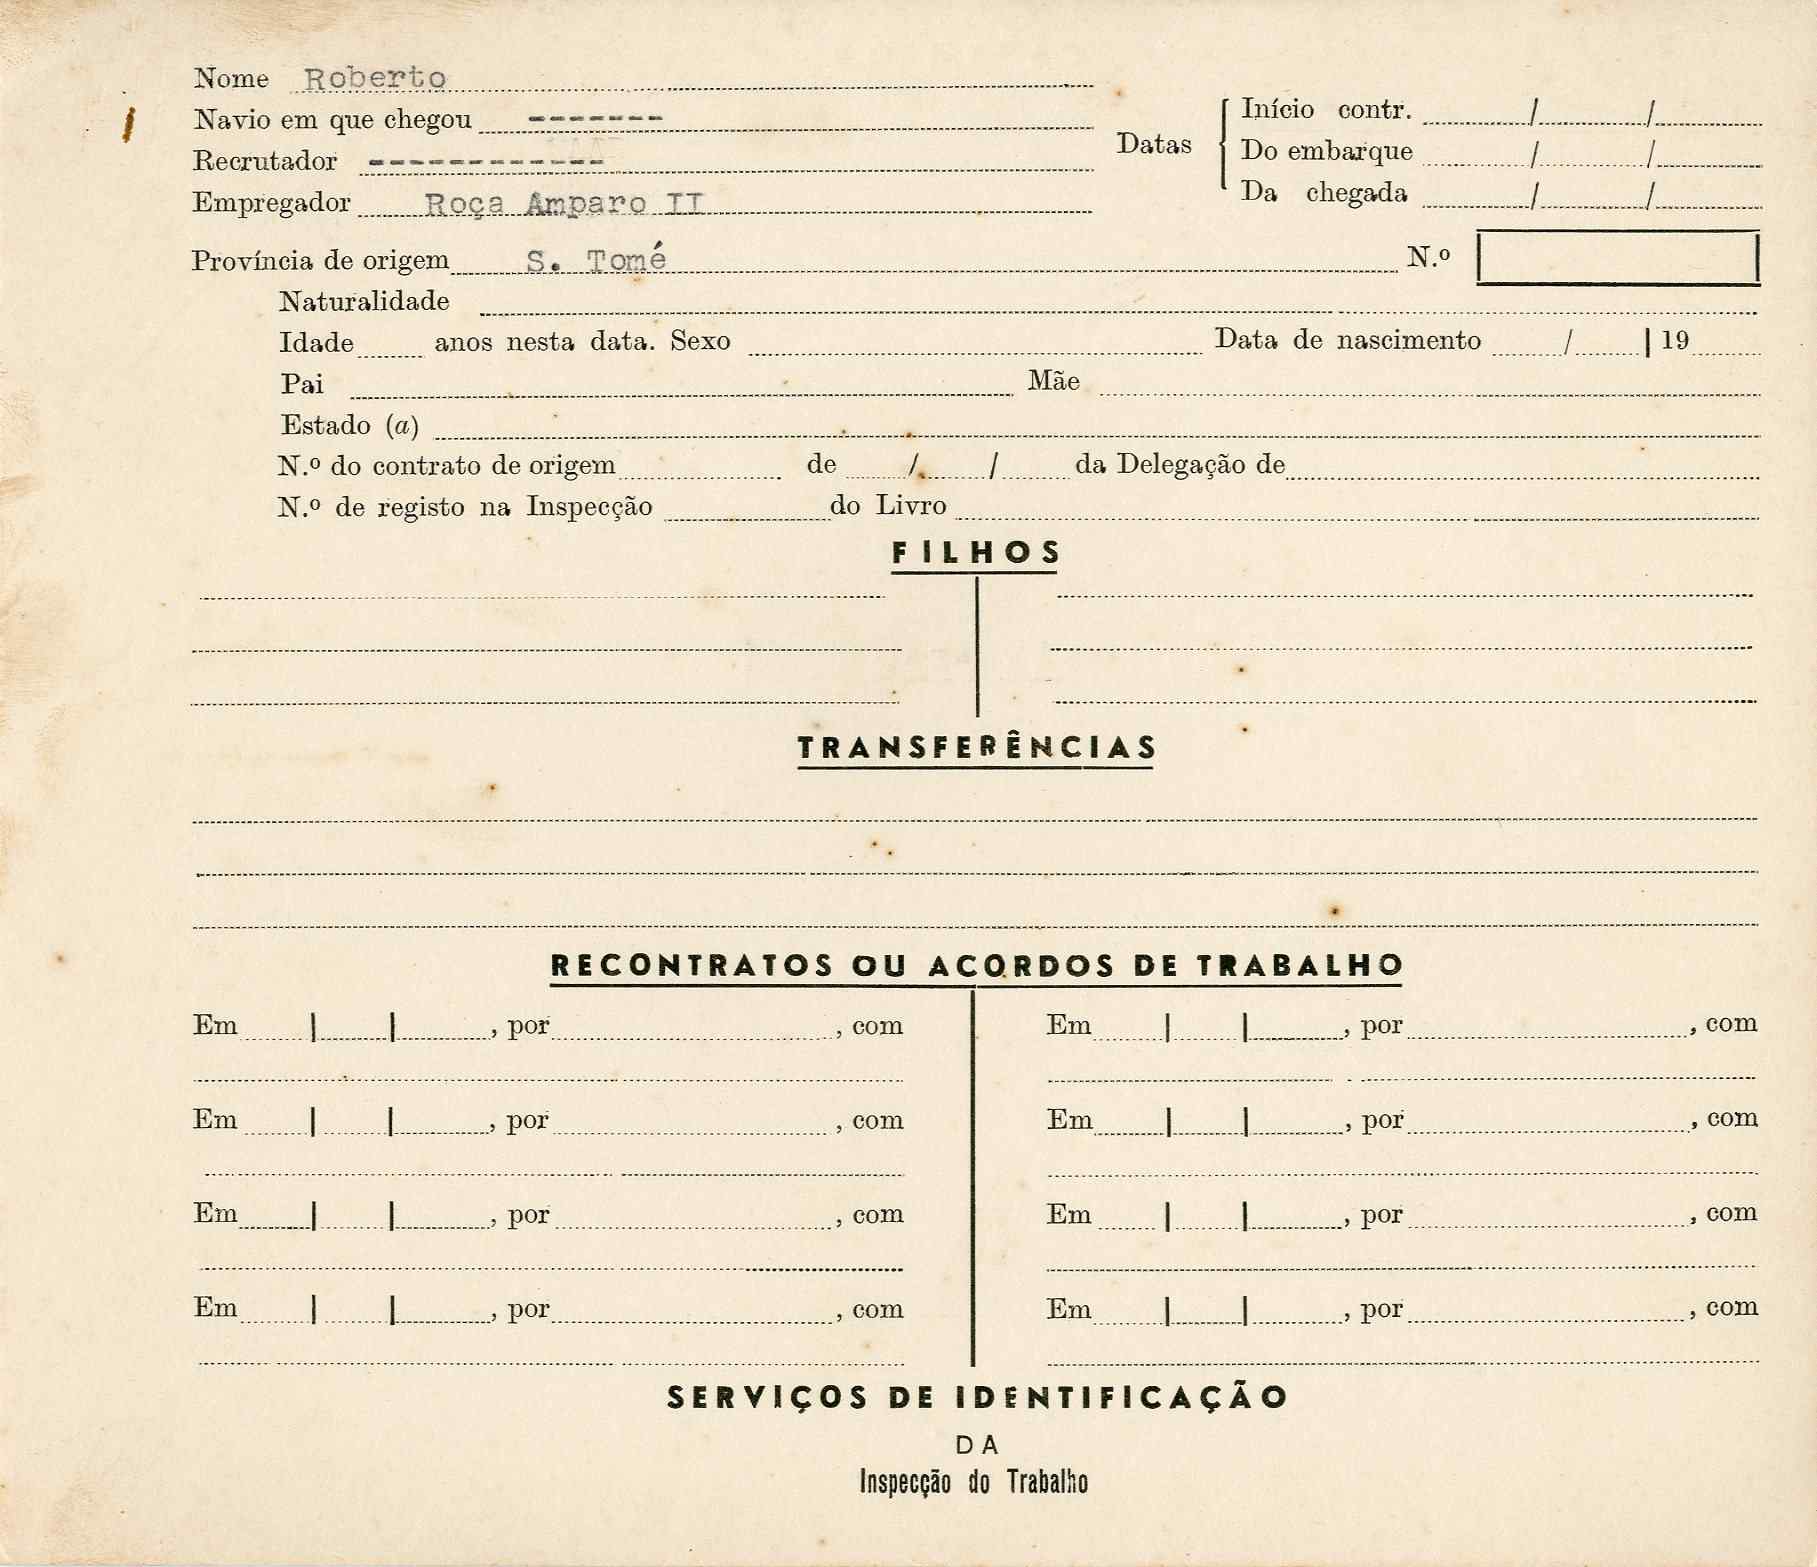 Nome Roberto
Navio em que chegou -------
Recrutador ------------
Empregador Roça Amparo II
Datas
Início contr. / /
Do embarque / /
Da chegada / /
Província de origem S. Tomé N.º
Naturalidade
Idade anos nesta data. Sexo Data de nascimento / | 19
Pai Mãe
Estado (a)
N.º do contrato de origem de / / da Delegação de
N.º de registo na Inspecção do Livro
FILHOS
TRANSFERÊNCIAS
RECONTRATOS OU ACORDOS DE TRABALHO
Em | | , por , com Em | | , por , com
Em | | , por , com Em | | , por , com
Em | | , por , com Em | | , por , com
Em | | , por , com Em | | , por , com
SERVIÇOS DE IDENTIFICAÇÃO
DA
Inspecção do Trabalho